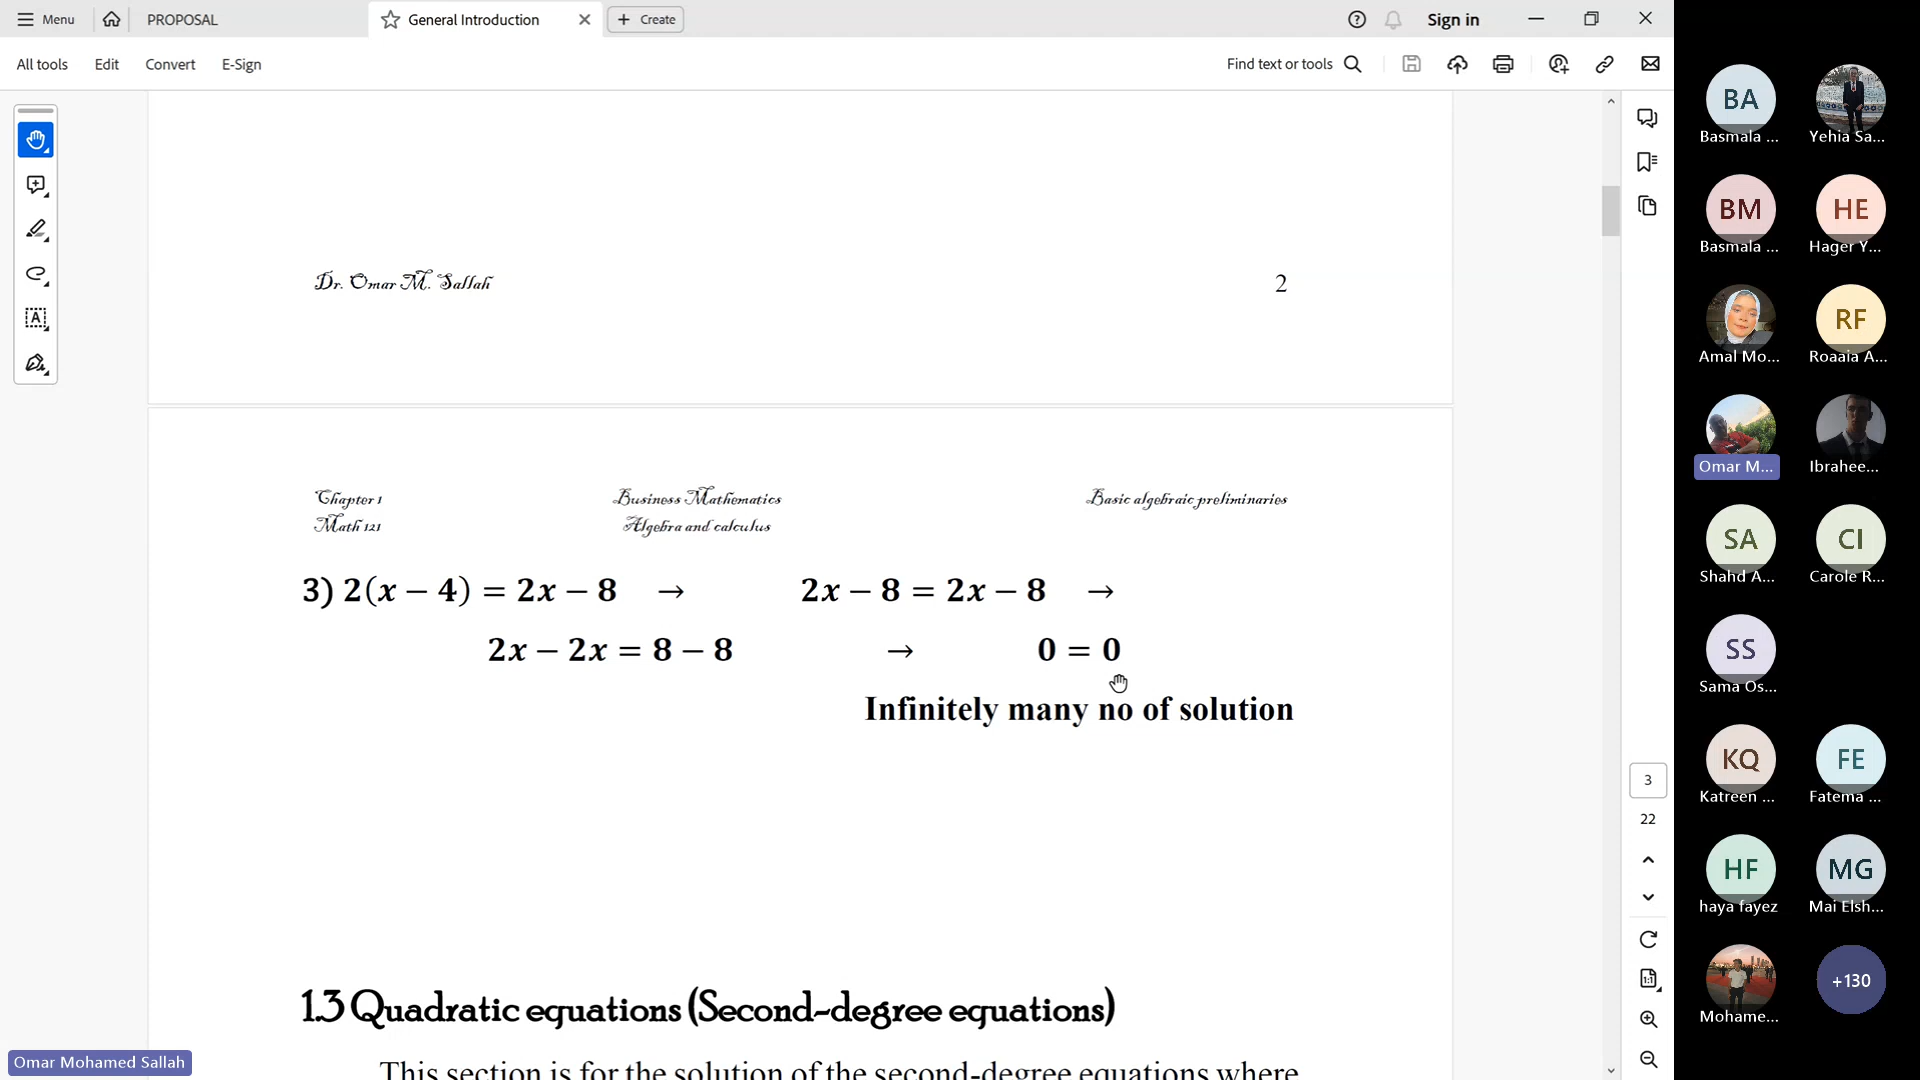 Menu
PROPOSAL
General Introduction
Create
Sign in
All tools
Edit
Convert
E-Sign
Find text or tools
Dr. Omar M. Sallah
2
Chapter 1 Business Mathematics Basic algebraic preliminaries
Math 121 Algebra and calculus
3) 2(x − 4) = 2x − 8 → 2x − 8 = 2x − 8 →
2x − 2x = 8 − 8 → 0 = 0
Infinitely many no of solution
1.3 Quadratic equations (Second-degree equations)
This section is for the solution of the second-degree equations where
Omar Mohamed Sallah
3
22
BA
Basmala ...
Yehia Sa...
BM
Basmala ...
HE
Hager Y...
Amal Mo...
RF
Roaaia A...
Omar M...
Ibrahee...
SA
Shahd A...
CI
Carole R...
SS
Sama Os...
KQ
Katreen ...
FE
Fatema ...
HF
haya fayez
MG
Mai Elsh...
Mohame...
+130